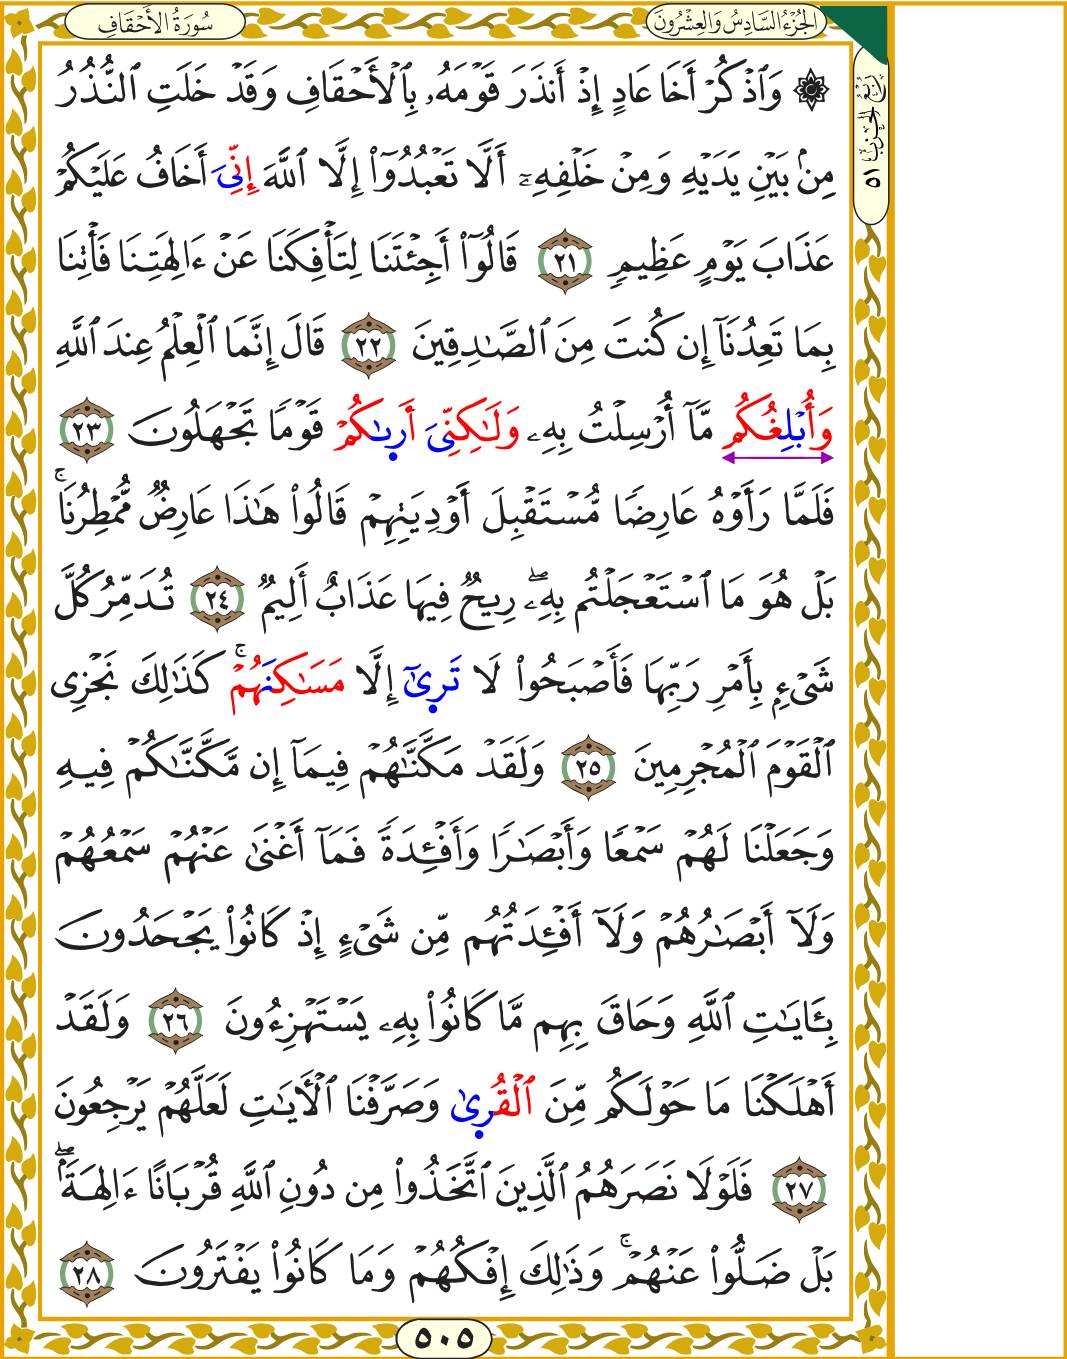 سُورَةُ الأَحْقَافِ
الجُزْءُ السَّادِسُ وَالعِشْرُونَ
رُبْعُ الحِزْبِ ٥١
۞ وَٱذْكُرْ أَخَا عَادٍ إِذْ أَنذَرَ قَوْمَهُۥ بِٱلْأَحْقَافِ وَقَدْ خَلَتِ ٱلنُّذُرُ
مِنۢ بَيْنِ يَدَيْهِ وَمِنْ خَلْفِهِۦٓ أَلَّا تَعْبُدُوٓا۟ إِلَّا ٱللَّهَ إِنِّىَ أَخَافُ عَلَيْكُمْ
عَذَابَ يَوْمٍ عَظِيمٍ ٢١ قَالُوٓا۟ أَجِئْتَنَا لِتَأْفِكَنَا عَنْ ءَالِهَتِنَا فَأْتِنَا
بِمَا تَعِدُنَآ إِن كُنتَ مِنَ ٱلصَّـٰدِقِينَ ٢٢ قَالَ إِنَّمَا ٱلْعِلْمُ عِندَ ٱللَّهِ
وَأُبْلِغُكُم مَّآ أُرْسِلْتُ بِهِۦ وَلَـٰكِنِّىَ أَرىٰكُمْ قَوْمًا تَجْهَلُونَ ٢٣
فَلَمَّا رَأَوْهُ عَارِضًا مُّسْتَقْبِلَ أَوْدِيَتِهِمْ قَالُوا۟ هَـٰذَا عَارِضٌ مُّمْطِرُنَا ۚ
بَلْ هُوَ مَا ٱسْتَعْجَلْتُم بِهِۦ ۖ رِيحٌ فِيهَا عَذَابٌ أَلِيمٌ ٢٤ تُدَمِّرُ كُلَّ
شَىْءٍۭ بِأَمْرِ رَبِّهَا فَأَصْبَحُوا۟ لَا تَرىٰٓ إِلَّا مَسَـٰكِنَهُمْ ۚ كَذَٰلِكَ نَجْزِى
ٱلْقَوْمَ ٱلْمُجْرِمِينَ ٢٥ وَلَقَدْ مَكَّنَّـٰهُمْ فِيمَآ إِن مَّكَّنَّـٰكُمْ فِيهِ
وَجَعَلْنَا لَهُمْ سَمْعًا وَأَبْصَـٰرًا وَأَفْـِٔدَةً فَمَآ أَغْنَىٰ عَنْهُمْ سَمْعُهُمْ
وَلَآ أَبْصَـٰرُهُمْ وَلَآ أَفْـِٔدَتُهُم مِّن شَىْءٍ إِذْ كَانُوا۟ يَجْحَدُونَ
بِـَٔايَـٰتِ ٱللَّهِ وَحَاقَ بِهِم مَّا كَانُوا۟ بِهِۦ يَسْتَهْزِءُونَ ٢٦ وَلَقَدْ
أَهْلَكْنَا مَا حَوْلَكُم مِّنَ ٱلْقُرىٰ وَصَرَّفْنَا ٱلْـَٔايَـٰتِ لَعَلَّهُمْ يَرْجِعُونَ
٢٧ فَلَوْلَا نَصَرَهُمُ ٱلَّذِينَ ٱتَّخَذُوا۟ مِن دُونِ ٱللَّهِ قُرْبَانًا ءَالِهَةًۢ ۖ
بَلْ ضَلُّوا۟ عَنْهُمْ ۚ وَذَٰلِكَ إِفْكُهُمْ وَمَا كَانُوا۟ يَفْتَرُونَ ٢٨
٥٠٥